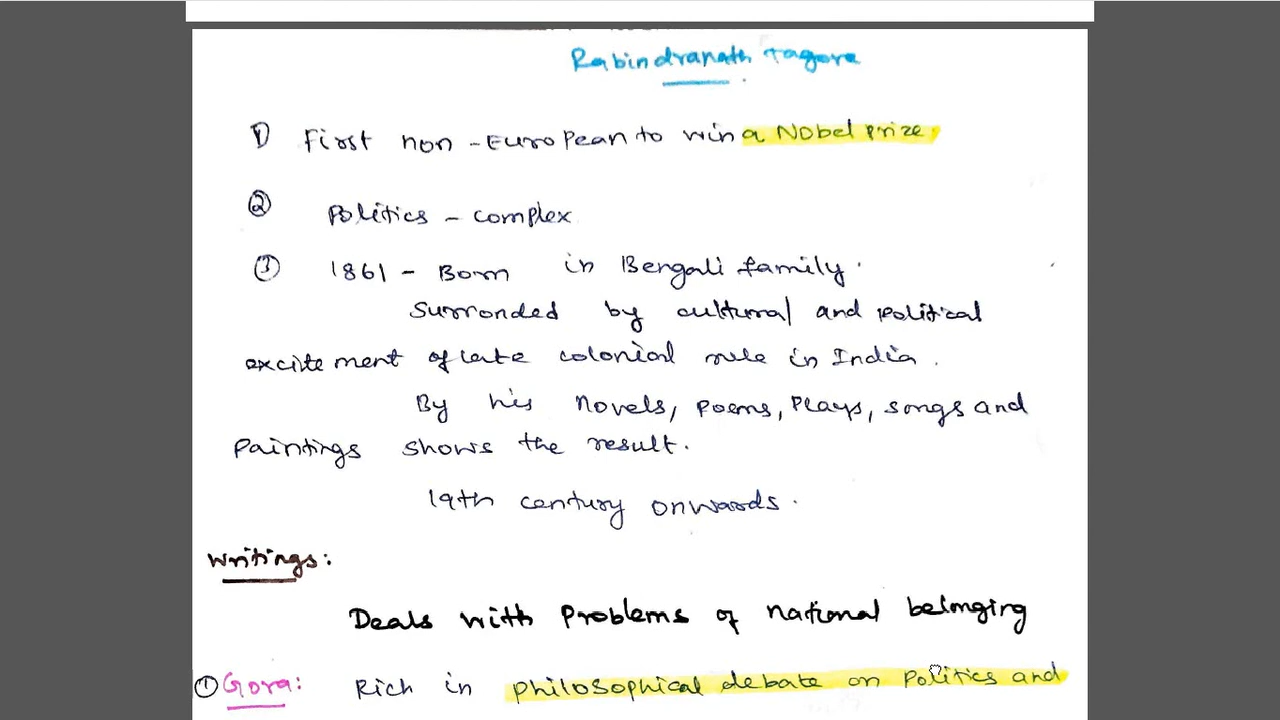 Rabindranath Tagore
① First non-European to win a Nobel prize,
② Politics - complex
③ 1861 - Born in Bengali family.
Surronded by cultural and political
excitement of late colonial rule in India.
By his Novels, Poems, Plays, songs and
Paintings shows the result.
19th century onwards.
Writings:
Deals with Problems of national belonging
① Gora: Rich in philosophical debate on Politics and